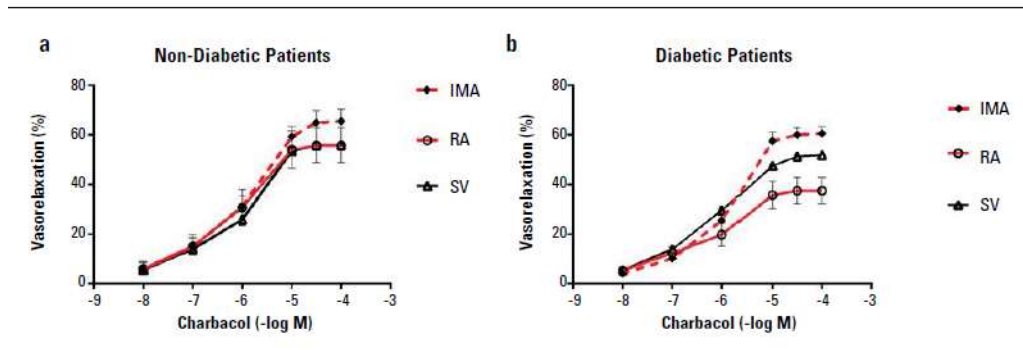 a
Non-Diabetic Patients
80
60
40
20
0
Vasorelaxation (%)
-9 -8 -7 -6 -5 -4 -3
Charbacol (-log M)
IMA
RA
SV
b
Diabetic Patients
80
60
40
20
0
Vasorelaxation (%)
-9 -8 -7 -6 -5 -4 -3
Charbacol (-log M)
IMA
RA
SV